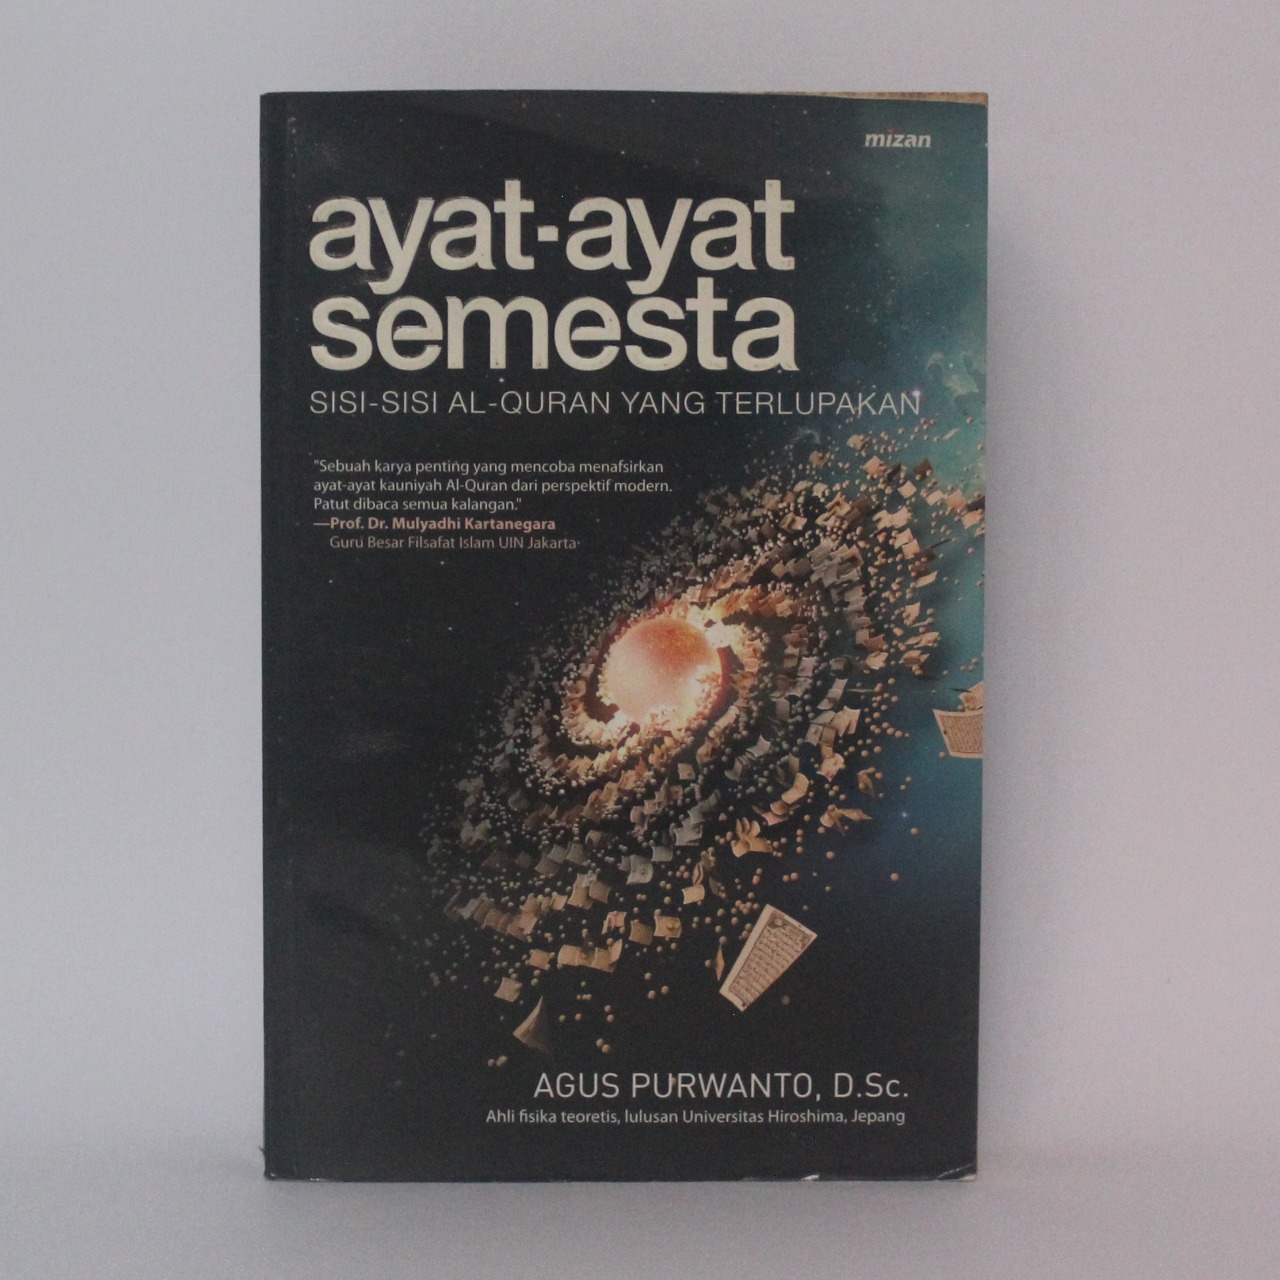 mizan
ayat-ayat
semesta
SISI-SISI AL-QURAN YANG TERLUPAKAN
"Sebuah karya penting yang mencoba menafsirkan
ayat-ayat kauniyah Al-Quran dari perspektif modern.
Patut dibaca semua kalangan."
—Prof. Dr. Mulyadhi Kartanegara
Guru Besar Filsafat Islam UIN Jakarta
AGUS PURWANTO, D.Sc.
Ahli fisika teoretis, lulusan Universitas Hiroshima, Jepang